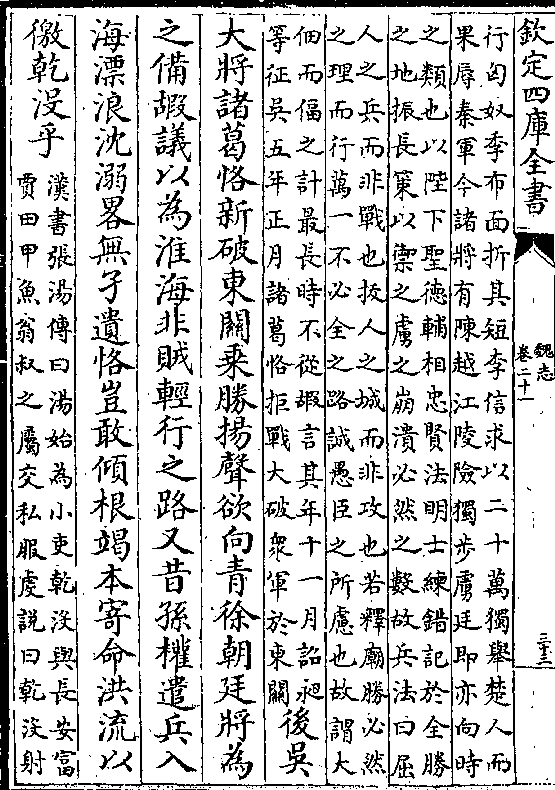 欽定四庫全書
魏志
卷二十一
三十三
行匈奴季布面折其短李信求以二十萬獨舉楚人而
果辱秦軍今諸將有陳越江陵險獨步虜廷即亦向時
之類也以陛下聖德輔相忠賢法明士練錯記於全勝
之地振長策以禦之虜之崩潰必然之數故兵法曰屈
人之兵而非戰也拔人之城而非攻也若釋廟勝必然
之理而行萬一不必全之路誠愚臣之所慮也故謂大
佃而偪之計最長時不從嘏言其年十一月詔昶
等征吳五年正月諸葛恪拒戰大破衆軍於東關
後吳
大將諸葛恪新破東關乗勝揚聲欲向青徐朝廷將為
之備嘏議以為淮海非賊輕行之路又昔孫權遣兵入
海漂浪沈溺畧無孑遺恪豈敢傾根竭本寄命洪流以
徼乾沒乎
漢書張湯傳曰湯始為小吏乾沒與長安富
賈田甲魚翁叔之屬交私服虔說曰乾沒射